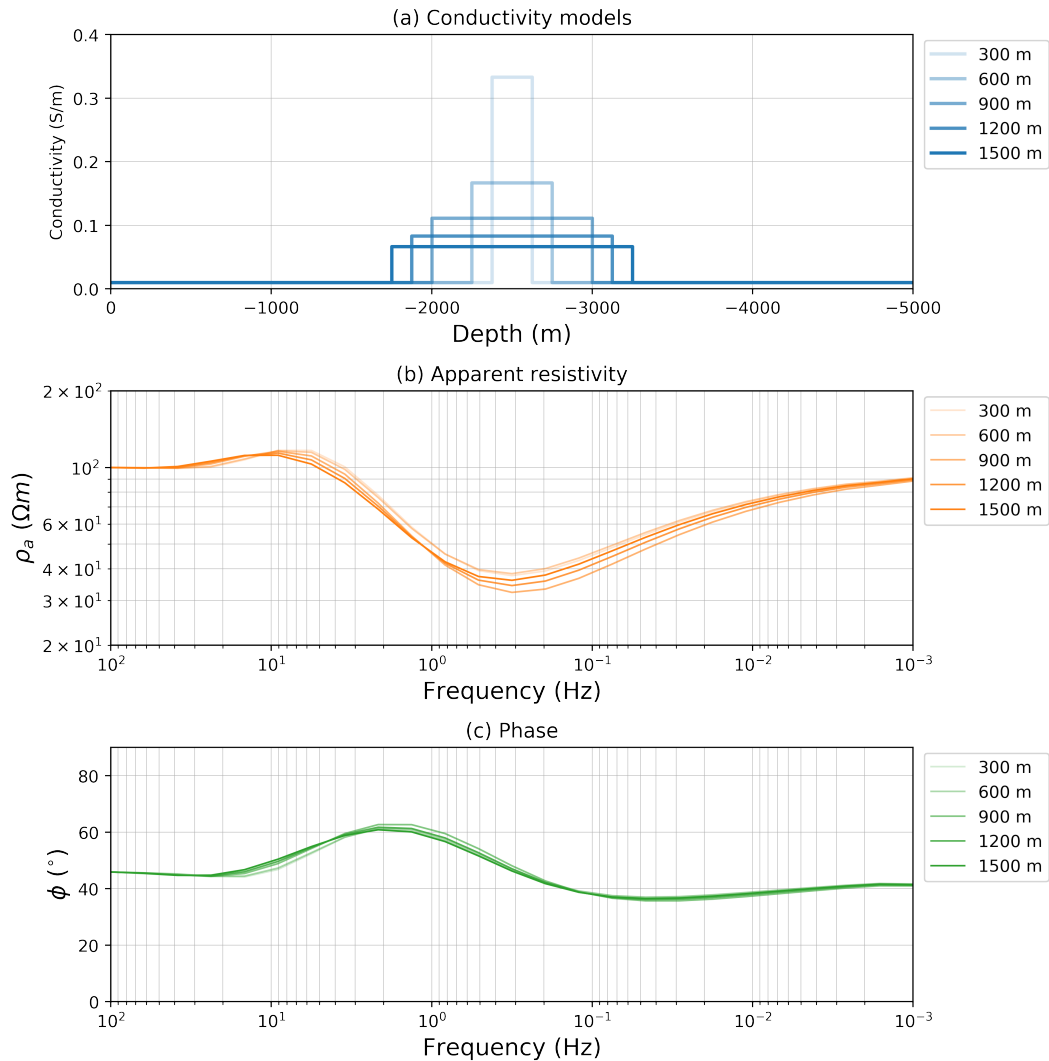 (a) Conductivity models
Conductivity (S/m)
0.4
0.3
0.2
0.1
0.0
0 −1000 −2000 −3000 −4000 −5000
Depth (m)
300 m
600 m
900 m
1200 m
1500 m
(b) Apparent resistivity
ρₐ (Ωm)
2 × 10²
10²
6 × 10¹
4 × 10¹
3 × 10¹
2 × 10¹
10² 10¹ 10⁰ 10⁻¹ 10⁻² 10⁻³
Frequency (Hz)
300 m
600 m
900 m
1200 m
1500 m
(c) Phase
ϕ (°)
80
60
40
20
0
10² 10¹ 10⁰ 10⁻¹ 10⁻² 10⁻³
Frequency (Hz)
300 m
600 m
900 m
1200 m
1500 m